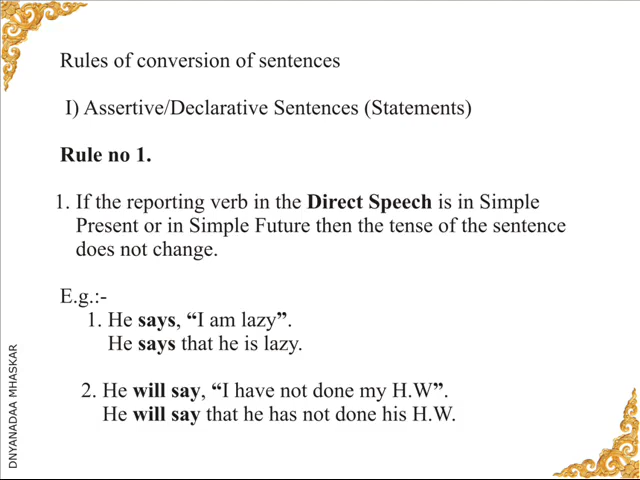 Rules of conversion of sentences
I) Assertive/Declarative Sentences (Statements)
Rule no 1.
1. If the reporting verb in the Direct Speech is in Simple
Present or in Simple Future then the tense of the sentence
does not change.
E.g.:-
1. He says, “I am lazy”.
He says that he is lazy.
2. He will say, “I have not done my H.W”.
He will say that he has not done his H.W.
DNYANADAA MHASKAR